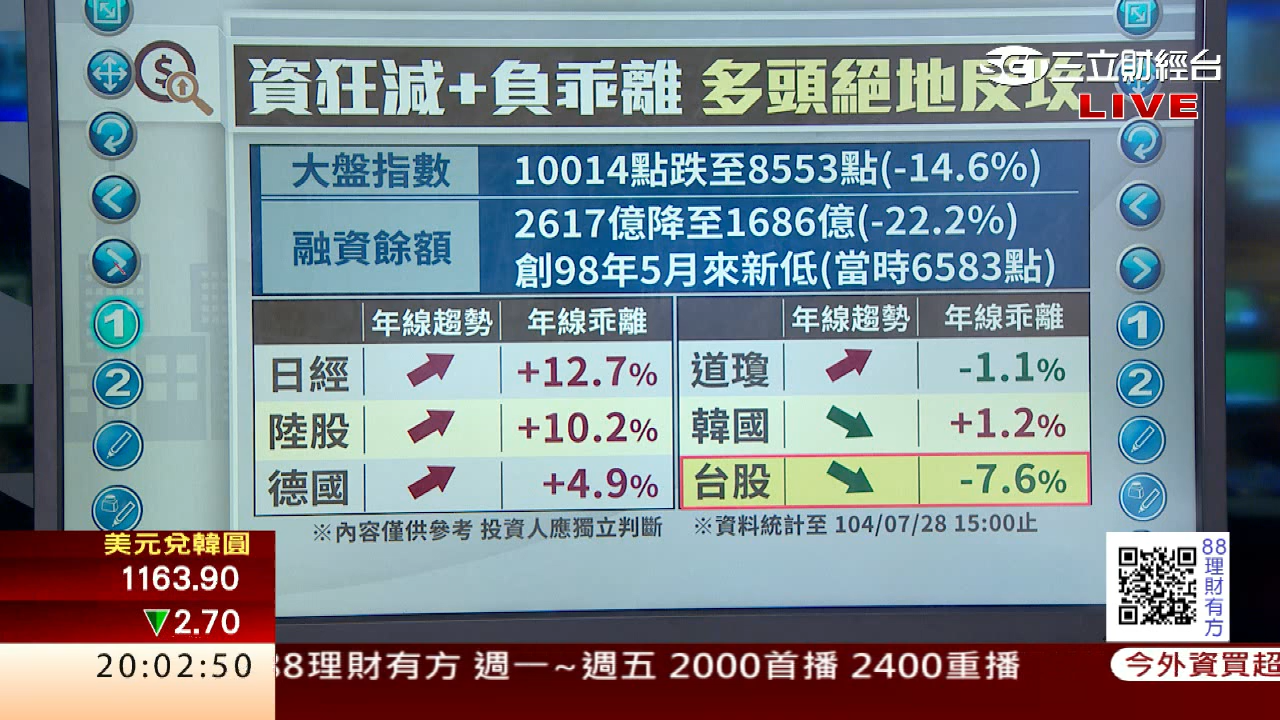 三立財經台
LIVE
資狂減+負乖離 多頭絕地反攻
大盤指數 10014點跌至8553點(-14.6%)
融資餘額 2617億降至1686億(-22.2%)
創98年5月來新低(當時6583點)
年線趨勢 年線乖離
日經 +12.7%
陸股 +10.2%
德國 +4.9%
年線趨勢 年線乖離
道瓊 -1.1%
韓國 +1.2%
台股 -7.6%
※內容僅供參考 投資人應獨立判斷
※資料統計至 104/07/28 15:00止
1
2
1
2
美元兌韓圓
1163.90
▼2.70
20:02:50
88理財有方
88理財有方 週一~週五 2000首播 2400重播
今外資買超